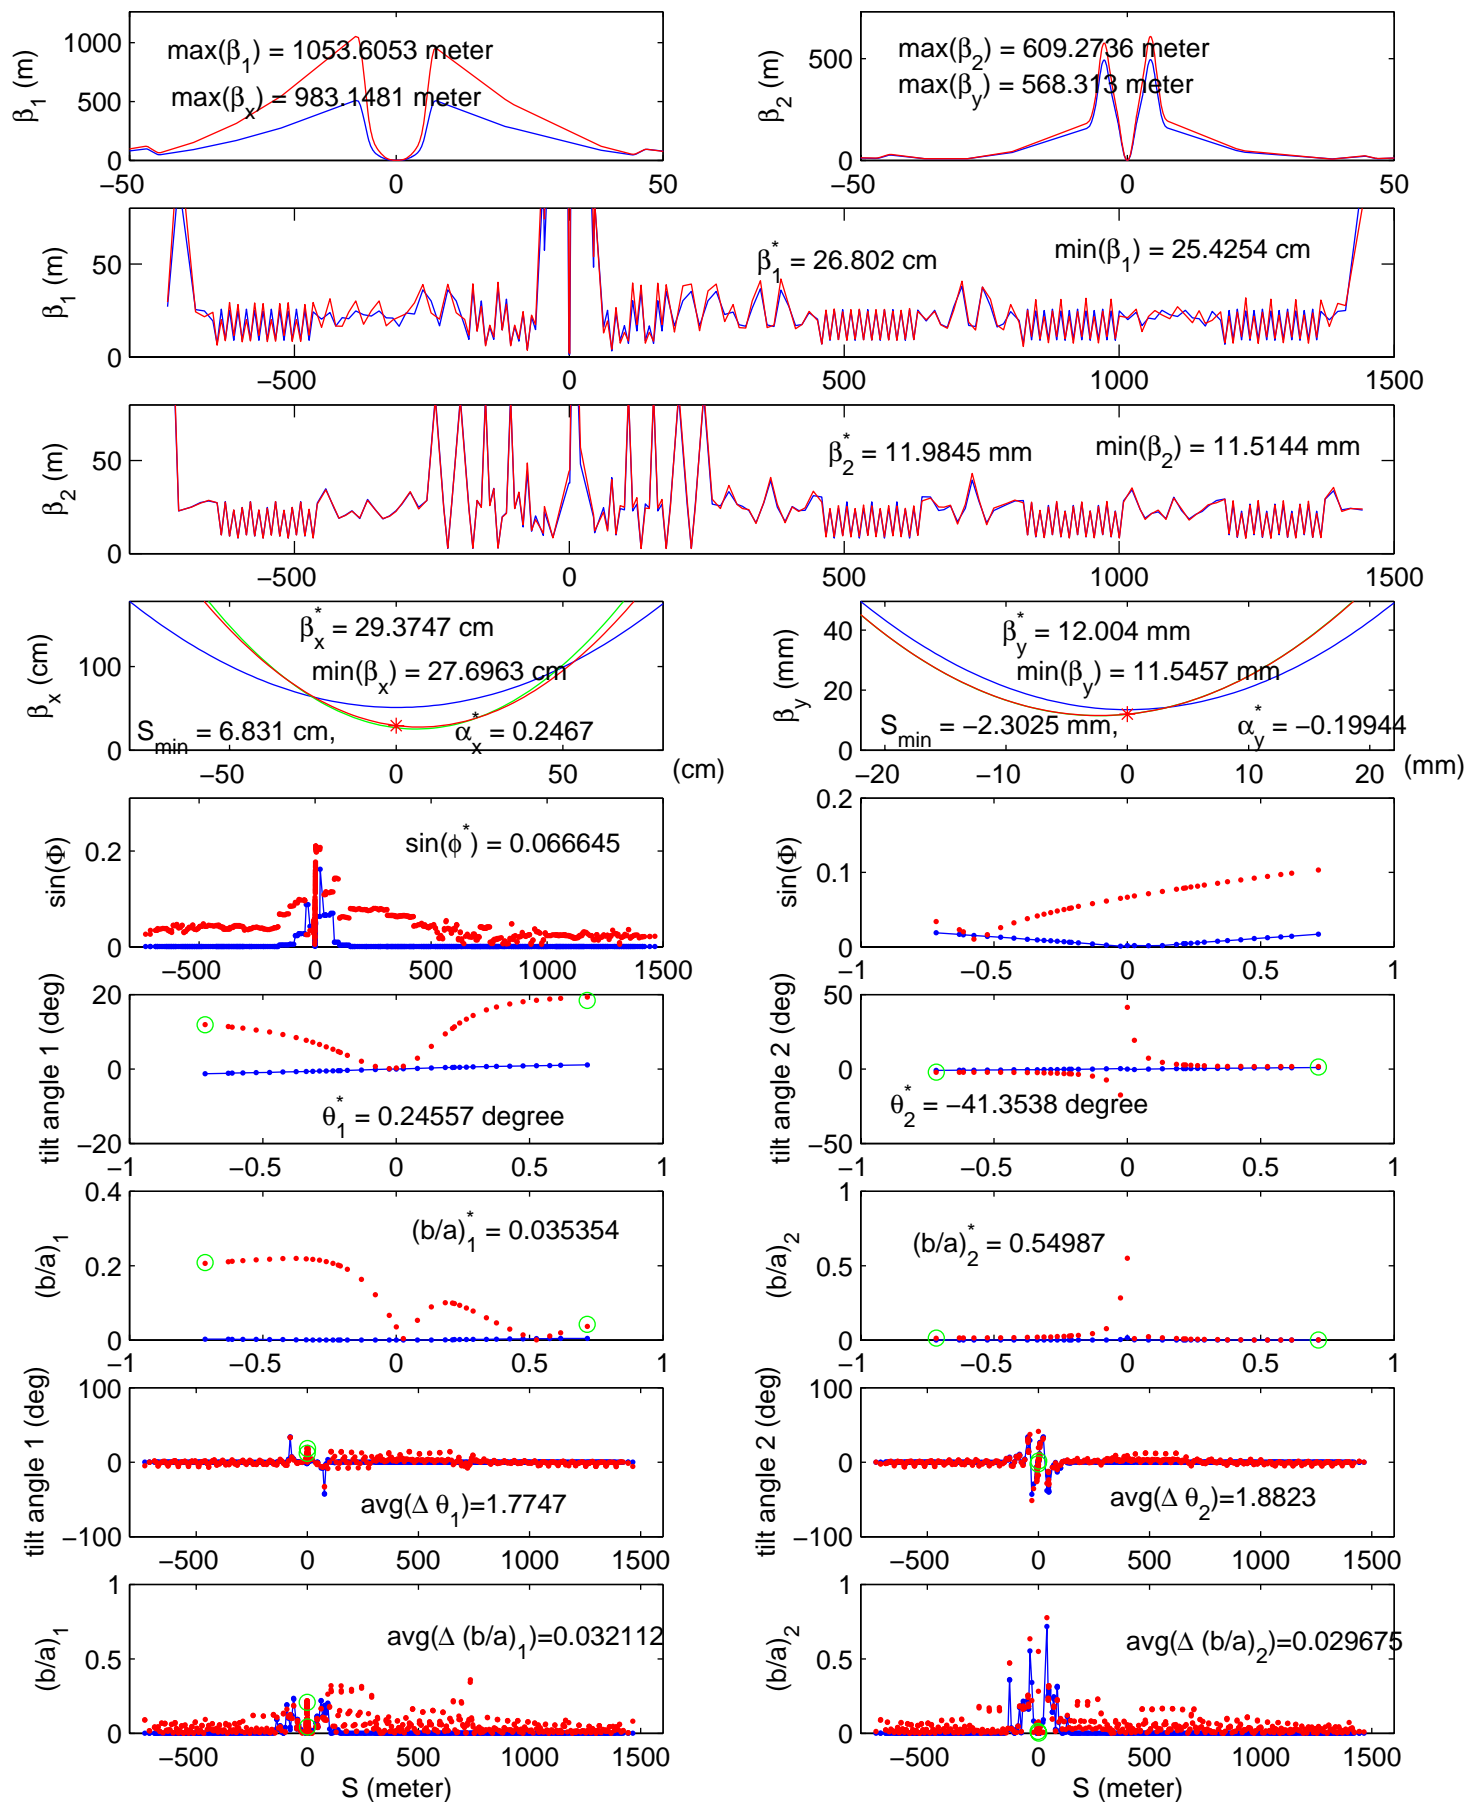 max(β1) = 1053.6053 meter
max(βx) = 983.1481 meter
β1 (m)
1000
500
0
−50 0 50
max(β2) = 609.2736 meter
max(βy) = 568.313 meter
β2 (m)
500
0
−50 0 50
β1 (m)
50
0
β1* = 26.802 cm
min(β1) = 25.4254 cm
−500 0 500 1000 1500
β2 (m)
50
0
β2* = 11.9845 mm
min(β2) = 11.5144 mm
−500 0 500 1000 1500
βx (cm)
100
0
βx* = 29.3747 cm
min(βx) = 27.6963 cm
Smin = 6.831 cm, αx* = 0.2467
−50 0 50 (cm)
βy (mm)
40
20
0
βy* = 12.004 mm
min(βy) = 11.5457 mm
Smin = −2.3025 mm, αy* = −0.19944
−20 −10 0 10 20 (mm)
sin(Φ)
0.2
0
sin(ϕ*) = 0.066645
−500 0 500 1000 1500
sin(Φ)
0.2
0.1
0
−1 −0.5 0 0.5 1
tilt angle 1 (deg)
20
0
−20
θ1* = 0.24557 degree
−1 −0.5 0 0.5 1
tilt angle 2 (deg)
50
0
−50
θ2* = −41.3538 degree
−1 −0.5 0 0.5 1
(b/a)1
0.4
0.2
0
(b/a)1* = 0.035354
−1 −0.5 0 0.5 1
(b/a)2
1
0.5
0
(b/a)2* = 0.54987
−1 −0.5 0 0.5 1
tilt angle 1 (deg)
100
0
−100
avg(Δ θ1)=1.7747
−500 0 500 1000 1500
tilt angle 2 (deg)
100
0
−100
avg(Δ θ2)=1.8823
−500 0 500 1000 1500
(b/a)1
1
0.5
0
avg(Δ (b/a)1)=0.032112
−500 0 500 1000 1500
S (meter)
(b/a)2
1
0.5
0
avg(Δ (b/a)2)=0.029675
−500 0 500 1000 1500
S (meter)